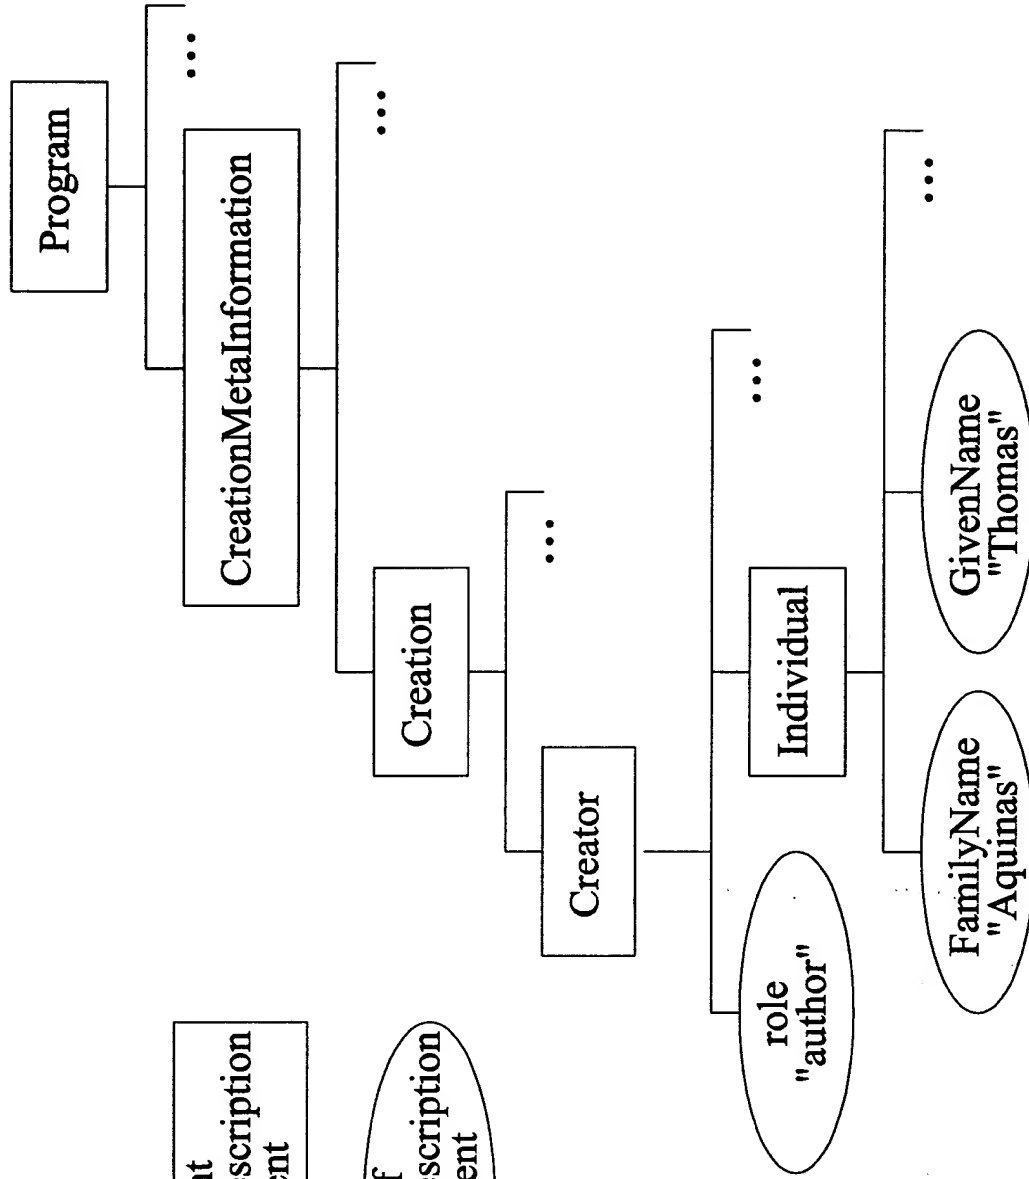 Program
...
CreationMetaInformation
...
Creation
...
Creator
...
role
"author"
Individual
...
FamilyName
"Aquinas"
GivenName
"Thomas"